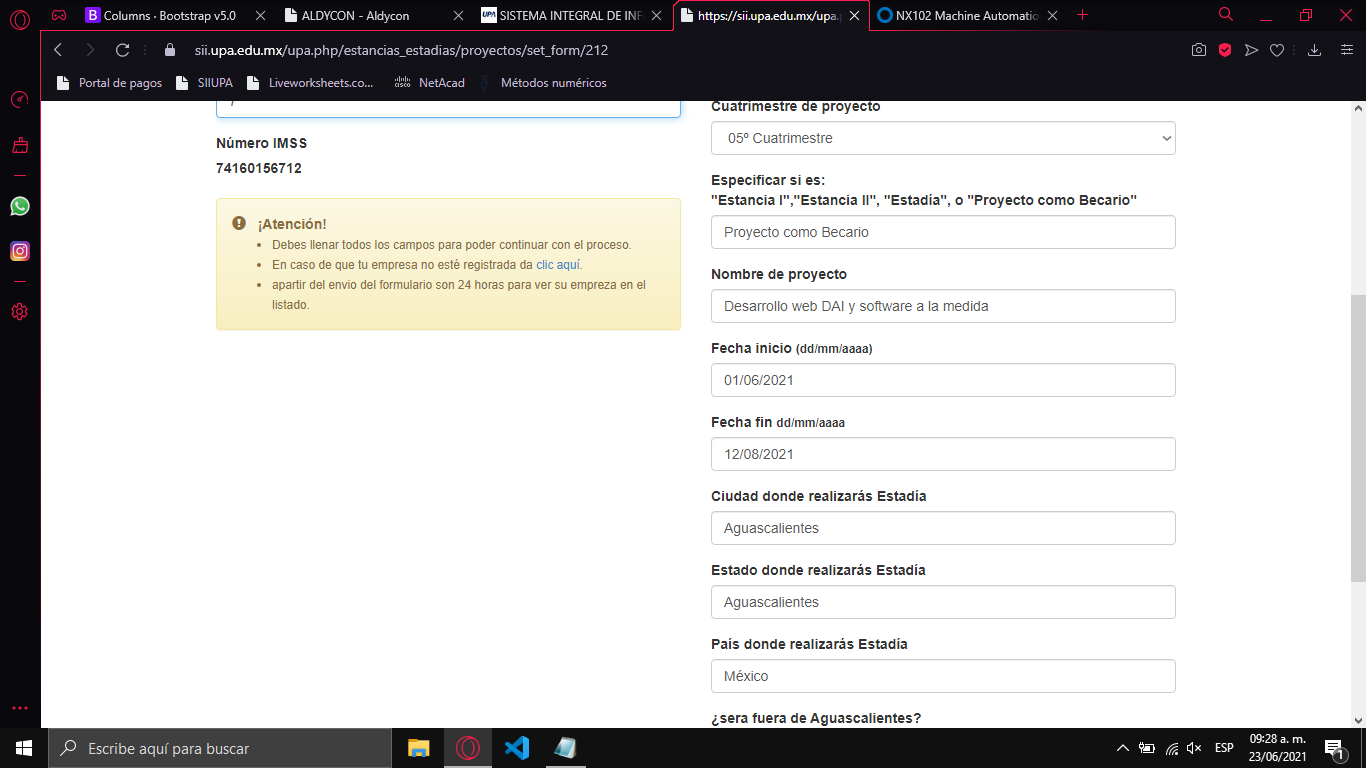 Columns · Bootstrap v5.0
ALDYCON - Aldycon
UPA SISTEMA INTEGRAL DE INF
https://sii.upa.edu.mx/upa.p
NX102 Machine Automatio
sii.upa.edu.mx/upa.php/estancias_estadias/proyectos/set_form/212
Portal de pagos
SIIUPA
Liveworksheets.co...
cisco NetAcad
Métodos numéricos
Número IMSS
74160156712
¡Atención!
• Debes llenar todos los campos para poder continuar con el proceso.
• En caso de que tu empresa no esté registrada da clic aquí.
• apartir del envio del formulario son 24 horas para ver su empreza en el
listado.
Cuatrimestre de proyecto
05º Cuatrimestre
Especificar si es:
"Estancia I","Estancia II", "Estadía", o "Proyecto como Becario"
Proyecto como Becario
Nombre de proyecto
Desarrollo web DAI y software a la medida
Fecha inicio (dd/mm/aaaa)
01/06/2021
Fecha fin dd/mm/aaaa
12/08/2021
Ciudad donde realizarás Estadía
Aguascalientes
Estado donde realizarás Estadía
Aguascalientes
País donde realizarás Estadía
México
¿sera fuera de Aguascalientes?
Escribe aquí para buscar
ESP
09:28 a. m.
23/06/2021
1